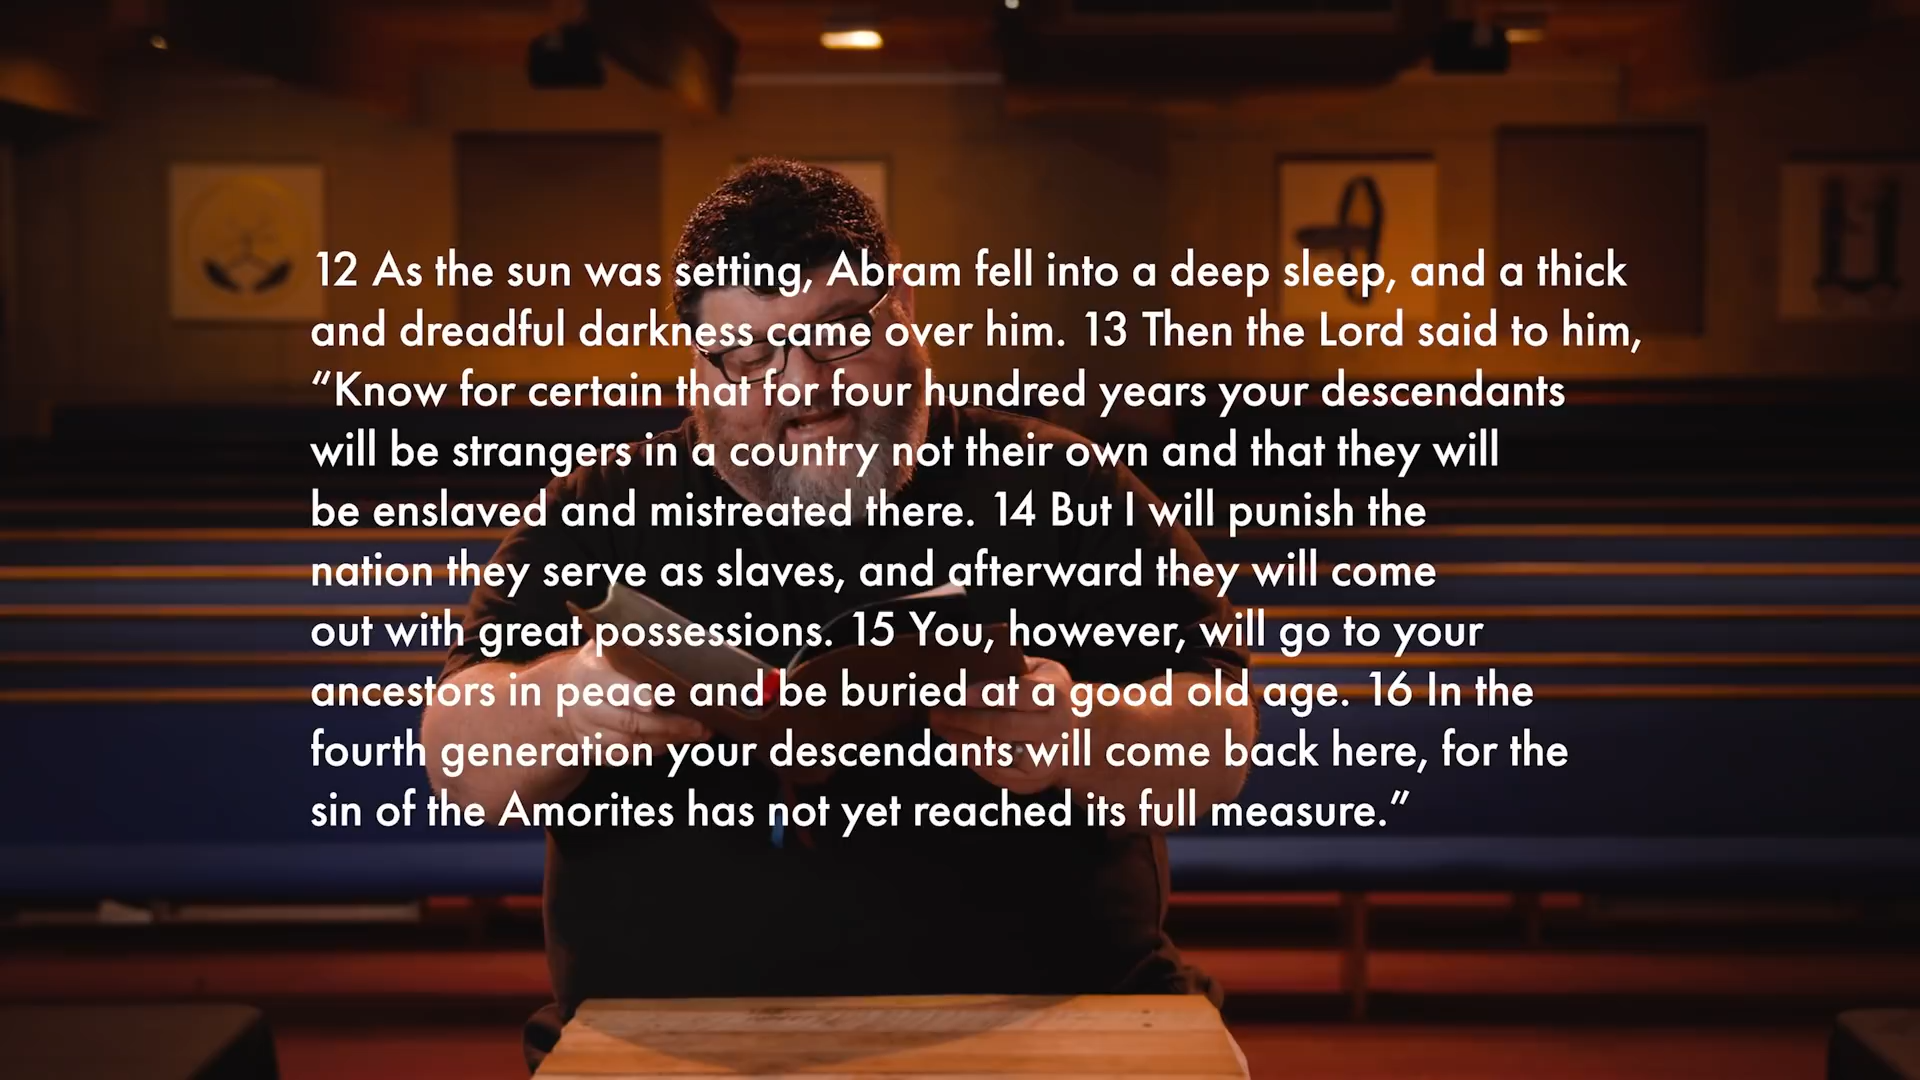 12 As the sun was setting, Abram fell into a deep sleep, and a thick
and dreadful darkness came over him. 13 Then the Lord said to him,
“Know for certain that for four hundred years your descendants
will be strangers in a country not their own and that they will
be enslaved and mistreated there. 14 But I will punish the
nation they serve as slaves, and afterward they will come
out with great possessions. 15 You, however, will go to your
ancestors in peace and be buried at a good old age. 16 In the
fourth generation your descendants will come back here, for the
sin of the Amorites has not yet reached its full measure.”